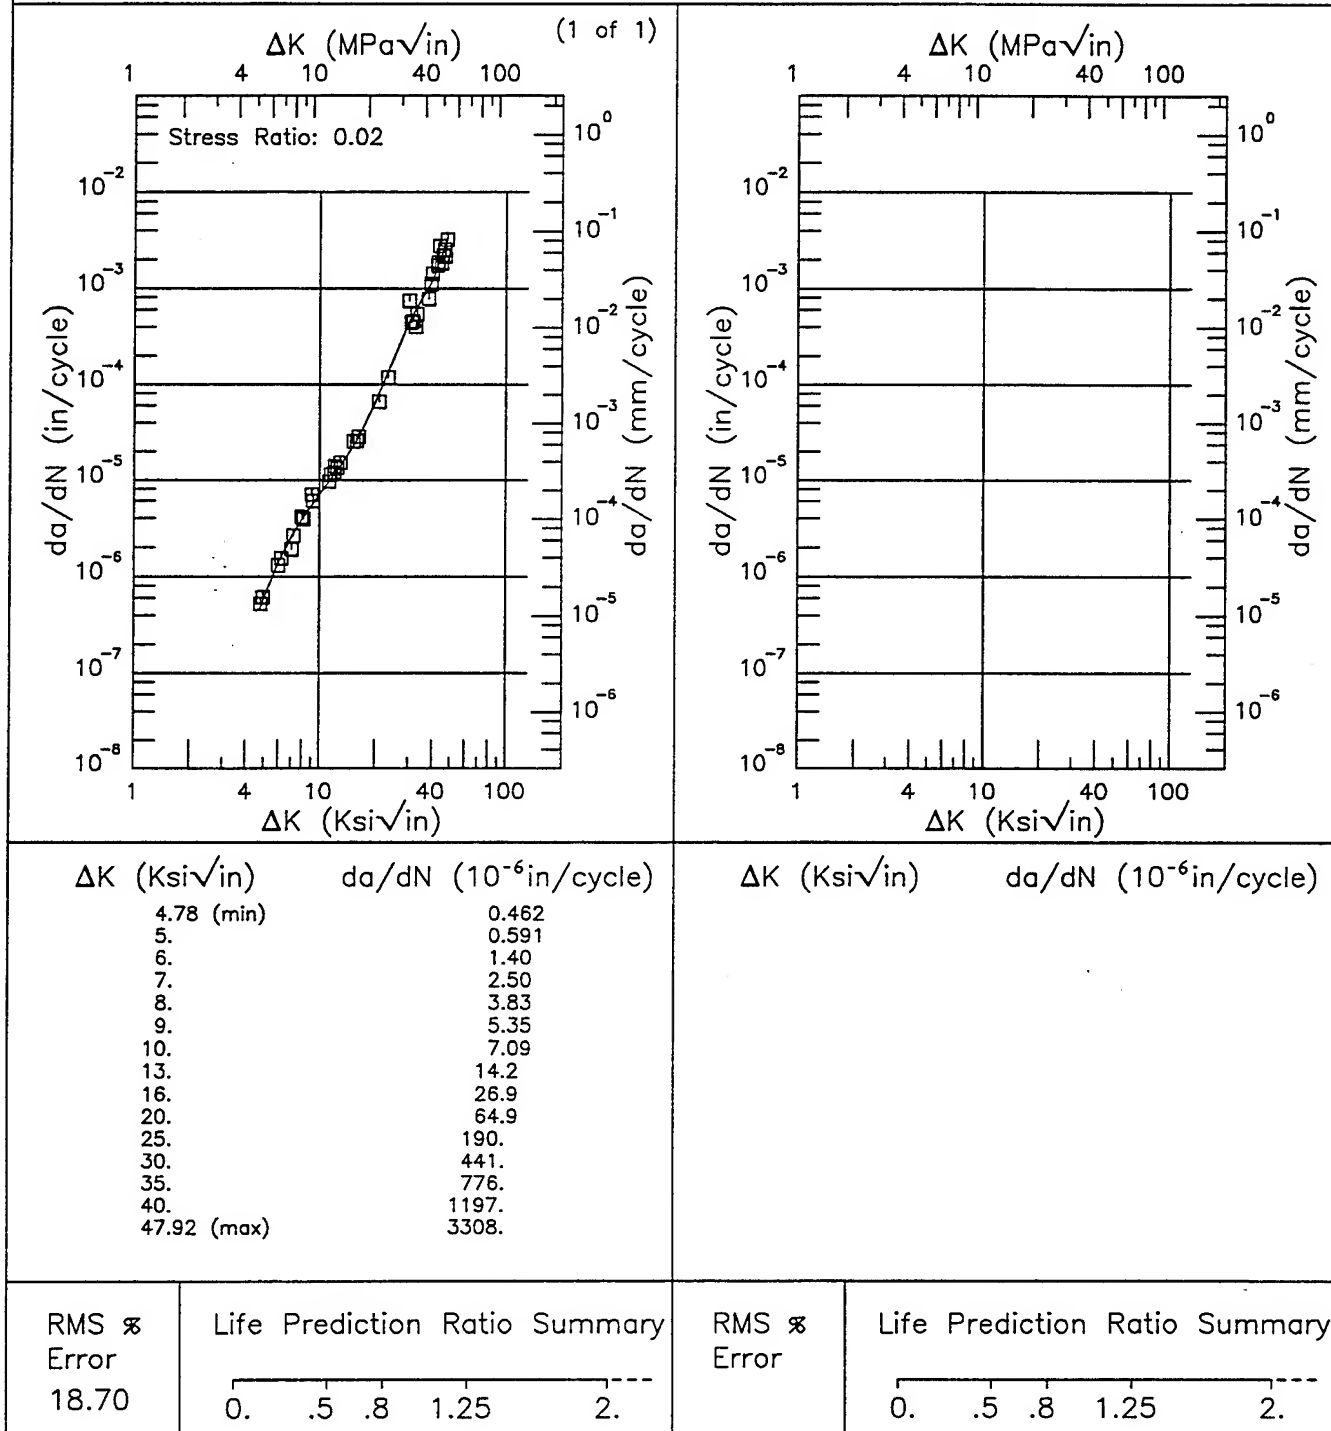 (1 of 1)
ΔK (MPa√in)
1 4 10 40 100
Stress Ratio: 0.02
10⁰
10⁻²
10⁻¹
10⁻³
10⁻²
10⁻⁴
10⁻³
10⁻⁵
10⁻⁴
10⁻⁶
10⁻⁵
10⁻⁷
10⁻⁶
10⁻⁸
da/dN (in/cycle)
da/dN (mm/cycle)
1 4 10 40 100
ΔK (Ksi√in)
ΔK (MPa√in)
1 4 10 40 100
10⁰
10⁻²
10⁻¹
10⁻³
10⁻²
10⁻⁴
10⁻³
10⁻⁵
10⁻⁴
10⁻⁶
10⁻⁵
10⁻⁷
10⁻⁶
10⁻⁸
da/dN (in/cycle)
da/dN (mm/cycle)
1 4 10 40 100
ΔK (Ksi√in)
ΔK (Ksi√in) da/dN (10⁻⁶in/cycle)
4.78 (min) 0.462
5. 0.591
6. 1.40
7. 2.50
8. 3.83
9. 5.35
10. 7.09
13. 14.2
16. 26.9
20. 64.9
25. 190.
30. 441.
35. 776.
40. 1197.
47.92 (max) 3308.
ΔK (Ksi√in) da/dN (10⁻⁶in/cycle)
RMS %
Error
18.70
Life Prediction Ratio Summary
0. .5 .8 1.25 2.
RMS %
Error
Life Prediction Ratio Summary
0. .5 .8 1.25 2.